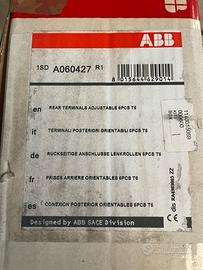 ABB
1SD A060427 R1
8015644629014
en REAR TERMINALS ADJUSTABLE 6PCS T6
it TERMINALI POSTERIORI ORIENTABILI 6PCS T6
de RUCKSEITIGE ANSCHLUSSE LENKROLLEN 6PCS T6
fr PRISES ARRIERE ORIENTABLES 6PCS T6
es CONEXION POSTERIOR ORIENTABLES 6PCS T6
Designed by ABB SACE Division